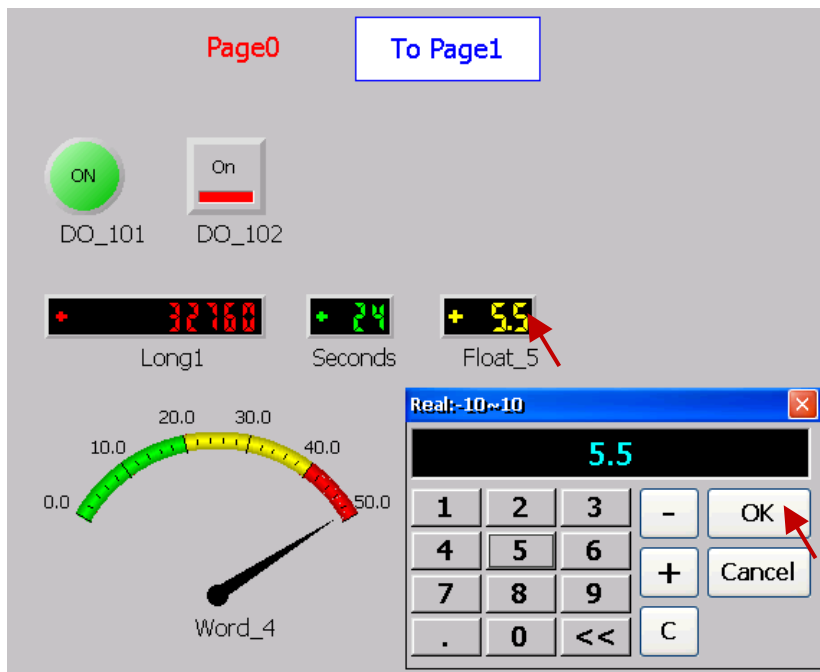 Page0
To Page1
ON
On
DO_101
DO_102
+ 32760
+ 24
+ 5.5
Long1
Seconds
Float_5
0.0
10.0
20.0
30.0
40.0
50.0
Word_4
Real:-10~10
5.5
1 2 3 - OK
4 5 6 + Cancel
7 8 9
. 0 << C